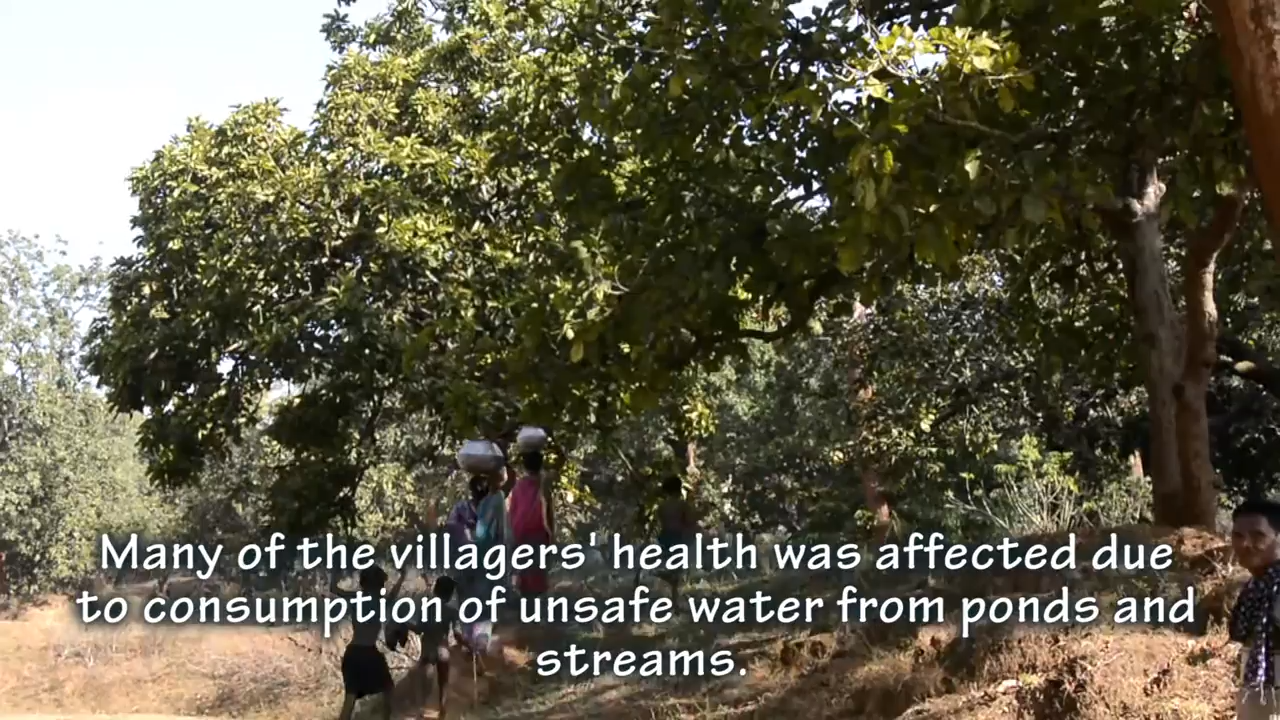 Many of the villagers' health was affected due
to consumption of unsafe water from ponds and
streams.